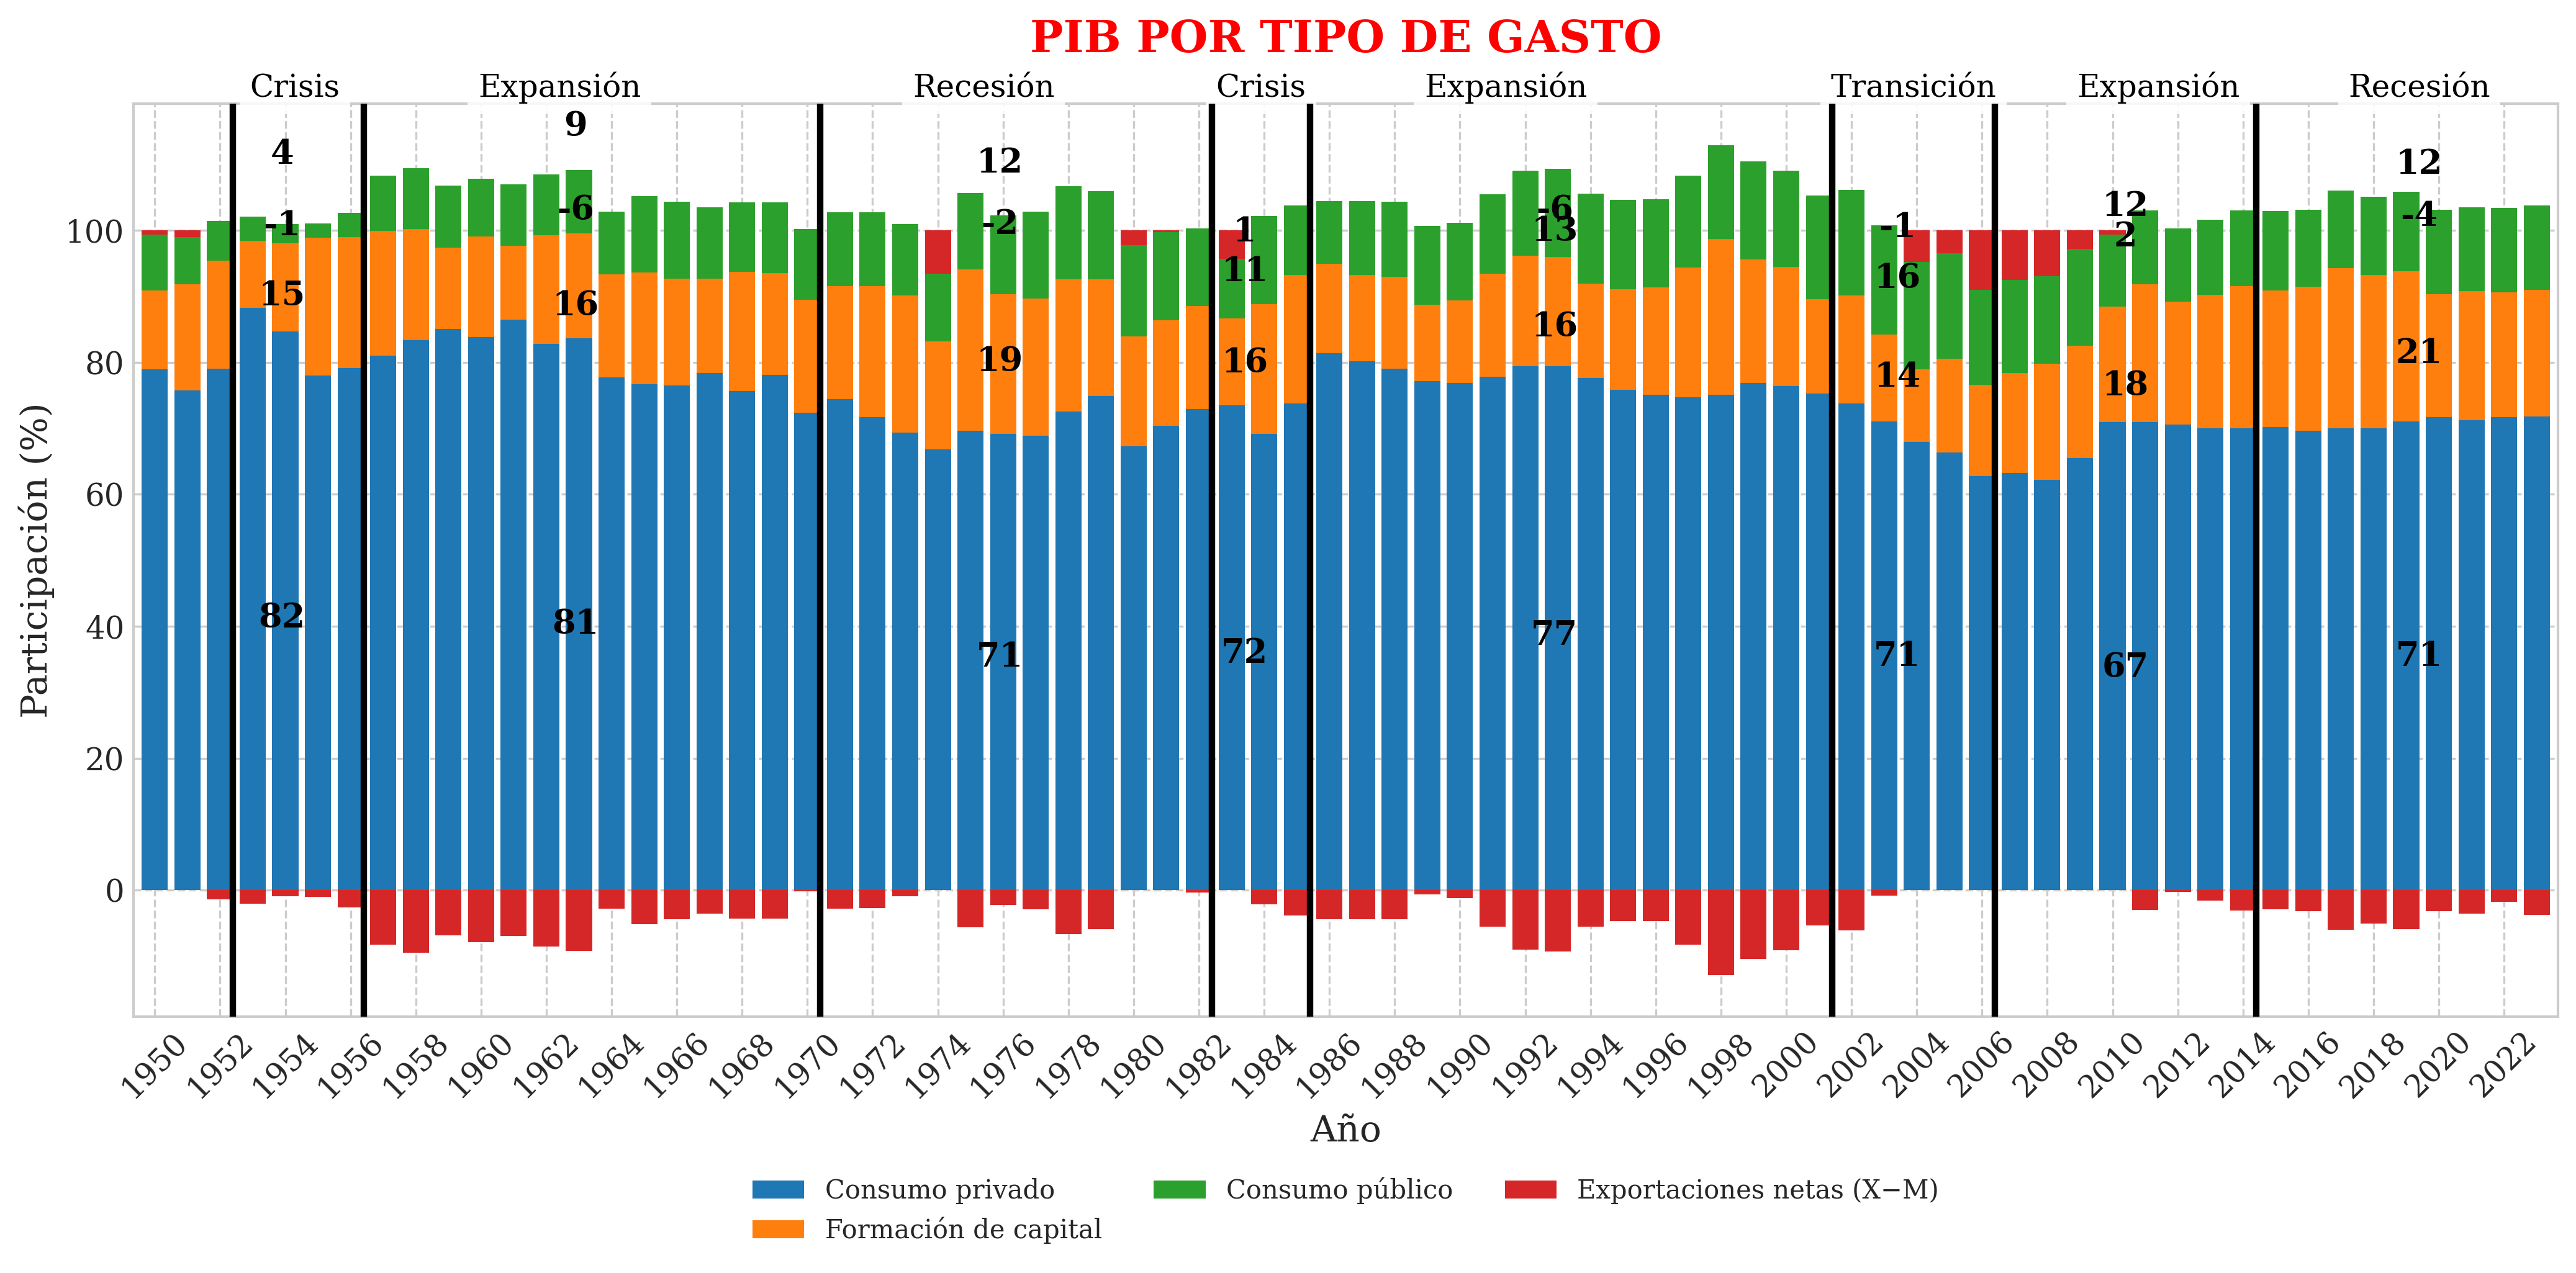 PIB POR TIPO DE GASTO
Crisis Expansión Recesión Crisis Expansión Transición Expansión Recesión
4 9 12 1 -6 -1 12 12
-1 -6 -2 11 13 16 2 -4
15 16 19 16 16 14 18 21
82 81 71 72 77 71 67 71
100
80
60
40
20
0
Participación (%)
1950 1952 1954 1956 1958 1960 1962 1964 1966 1968 1970 1972 1974 1976 1978 1980 1982 1984 1986 1988 1990 1992 1994 1996 1998 2000 2002 2004 2006 2008 2010 2012 2014 2016 2018 2020 2022
Año
Consumo privado Consumo público Exportaciones netas (X−M)
Formación de capital